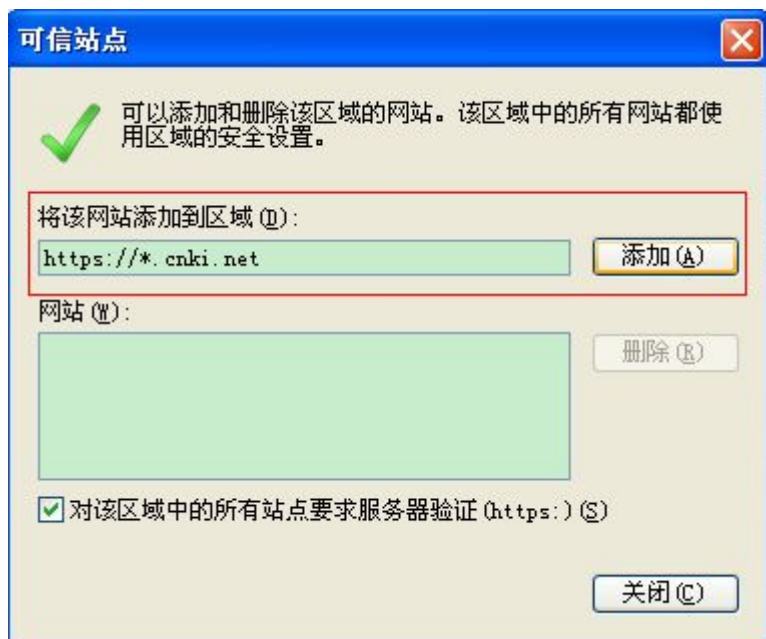 可信站点
可以添加和删除该区域的网站。该区域中的所有网站都使
用区域的安全设置。
将该网站添加到区域(D):
https://*.cnki.net
添加(A)
网站(W):
删除(R)
对该区域中的所有站点要求服务器验证(https:)(S)
关闭(C)